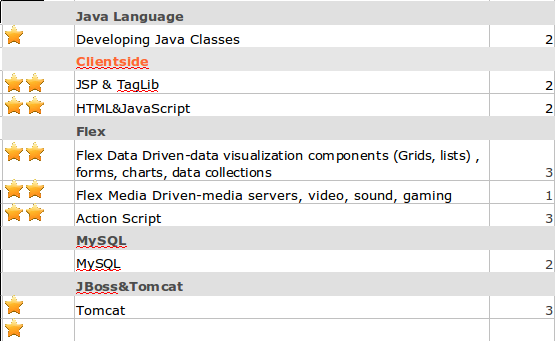 Java Language
Developing Java Classes 2
Clientside
JSP & TagLib 2
HTML&JavaScript 2
Flex
Flex Data Driven-data visualization components (Grids, lists) ,
forms, charts, data collections 3
Flex Media Driven-media servers, video, sound, gaming 1
Action Script 3
MySQL
MySQL 2
JBoss&Tomcat
Tomcat 3